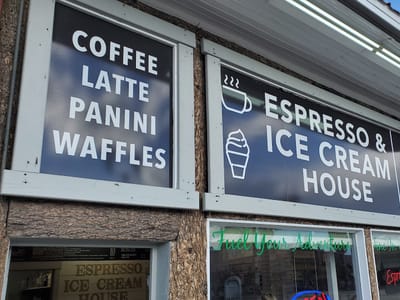 COFFEE
LATTE
PANINI
WAFFLES
ESPRESSO &
ICE CREAM
HOUSE
Fuel Your Adventure
ESPRESSO
ICE CREAM
HOUSE